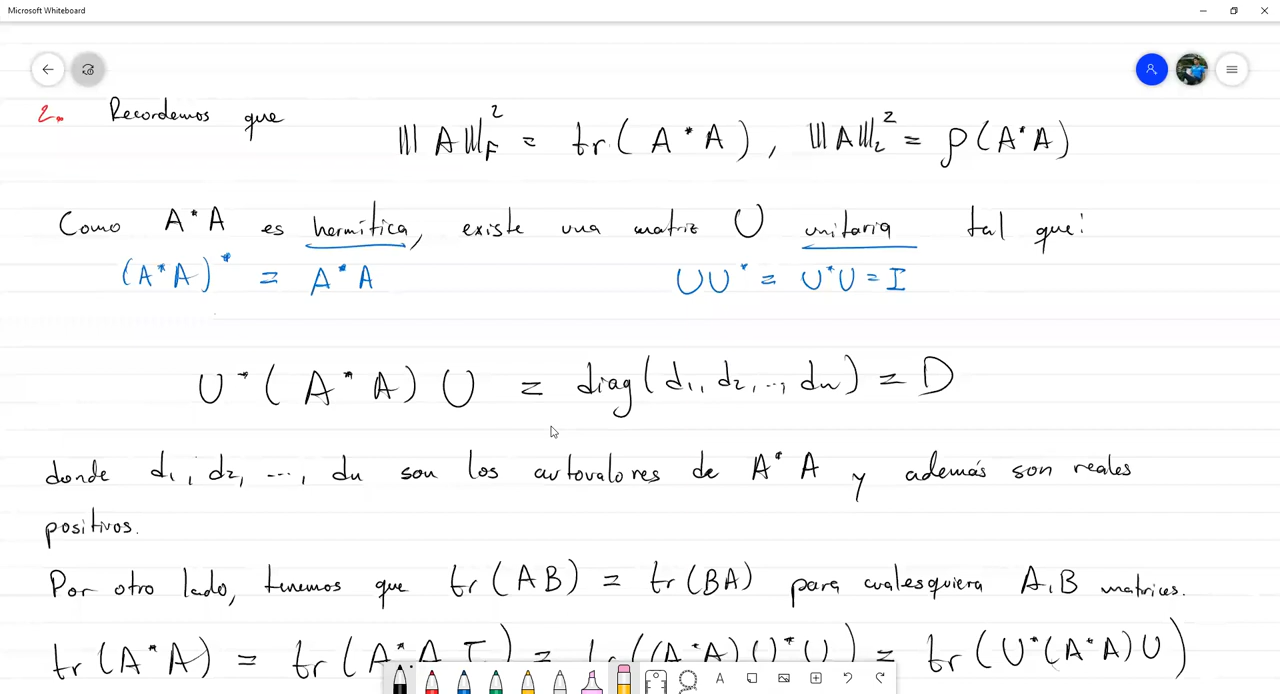 Microsoft Whiteboard
2. Recordemos que |||A|||_F^2 = tr(A*A), |||A|||_2^2 = ρ(A*A)
Como A*A es hermítica, existe una matriz U unitaria tal que:
(A*A)* = A*A UU* = U*U = I
U*(A*A)U = diag(d1, d2, .., dn) = D
donde d1, d2, ..., dn son los autovalores de A*A y además son reales
positivos.
Por otro lado, tenemos que tr(AB) = tr(BA) para cualesquiera A,B matrices.
tr(A*A) = tr(A*A I) = tr((A*A)U*U) = tr(U*(A*A)U)